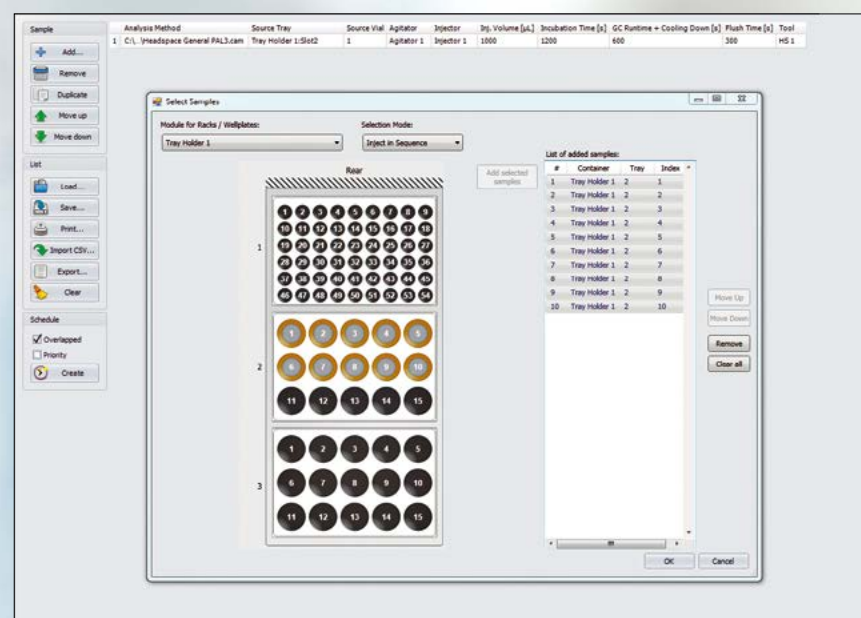 Sample
Analysis Method Source Tray Source Vial Agitator Injector Inj. Volume [µL] Incubation Time [s] GC Runtime + Cooling Down [s] Flush Time [s] Tool
1 C:\...\Headspace General PAL3.cam Tray Holder 1:Slot2 1 Agitator 1 Injector 1 1000 1200 600 300 HS 1
Add...
Remove
Duplicate
Move up
Move down
List
Load...
Save...
Print...
Import CSV...
Export...
Clear
Schedule
Overlapped
Priority
Create
Select Samples
Module for Racks / Wellplates:
Selection Mode:
Tray Holder 1
Inject in Sequence
Rear
1
1 2 3 4 5 6 7 8 9
10 11 12 13 14 15 16 17 18
19 20 21 22 23 24 25 26 27
28 29 30 31 32 33 34 35 36
37 38 39 40 41 42 43 44 45
46 47 48 49 50 51 52 53 54
2
1 2 3 4 5
6 7 8 9 10
11 12 13 14 15
3
1 2 3 4 5
6 7 8 9 10
11 12 13 14 15
Add selected
samples
List of added samples:
# Container Tray Index
1 Tray Holder 1 2 1
2 Tray Holder 1 2 2
3 Tray Holder 1 2 3
4 Tray Holder 1 2 4
5 Tray Holder 1 2 5
6 Tray Holder 1 2 6
7 Tray Holder 1 2 7
8 Tray Holder 1 2 8
9 Tray Holder 1 2 9
10 Tray Holder 1 2 10
Move Up
Move Down
Remove
Clear all
OK
Cancel